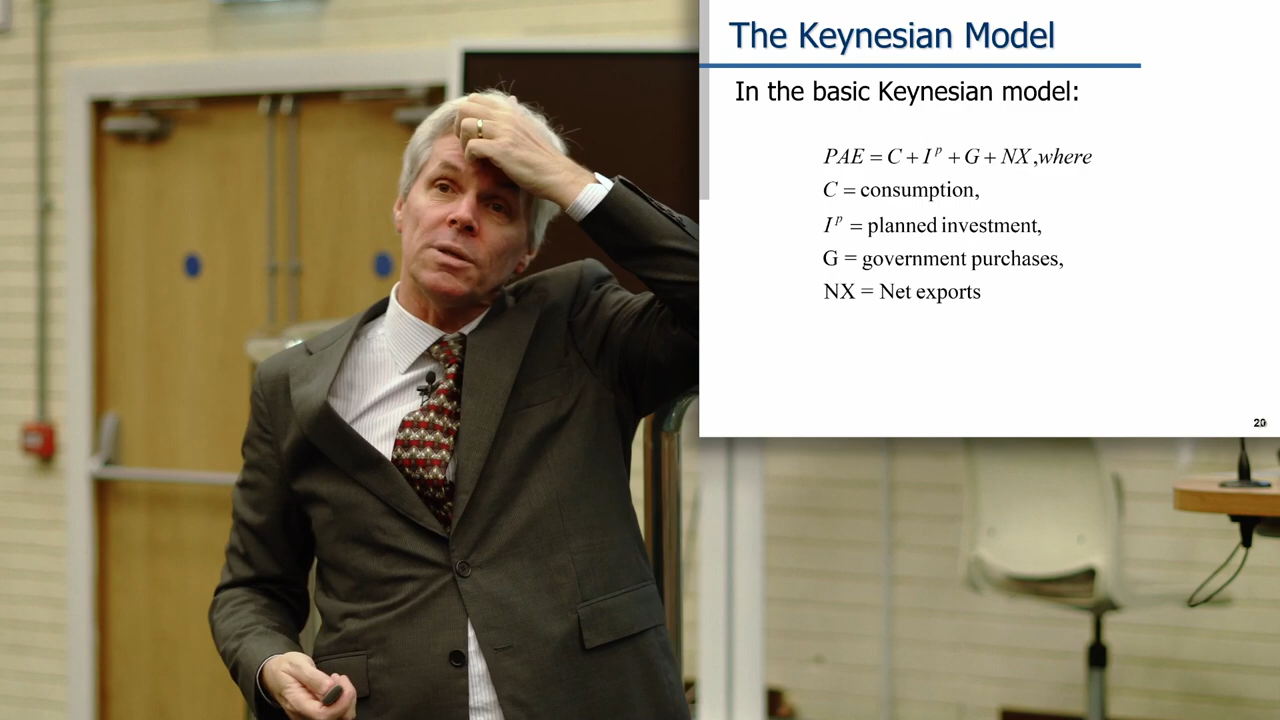 The Keynesian Model
In the basic Keynesian model:
PAE = C + I^p + G + NX, where
C = consumption,
I^p = planned investment,
G = government purchases,
NX = Net exports
20